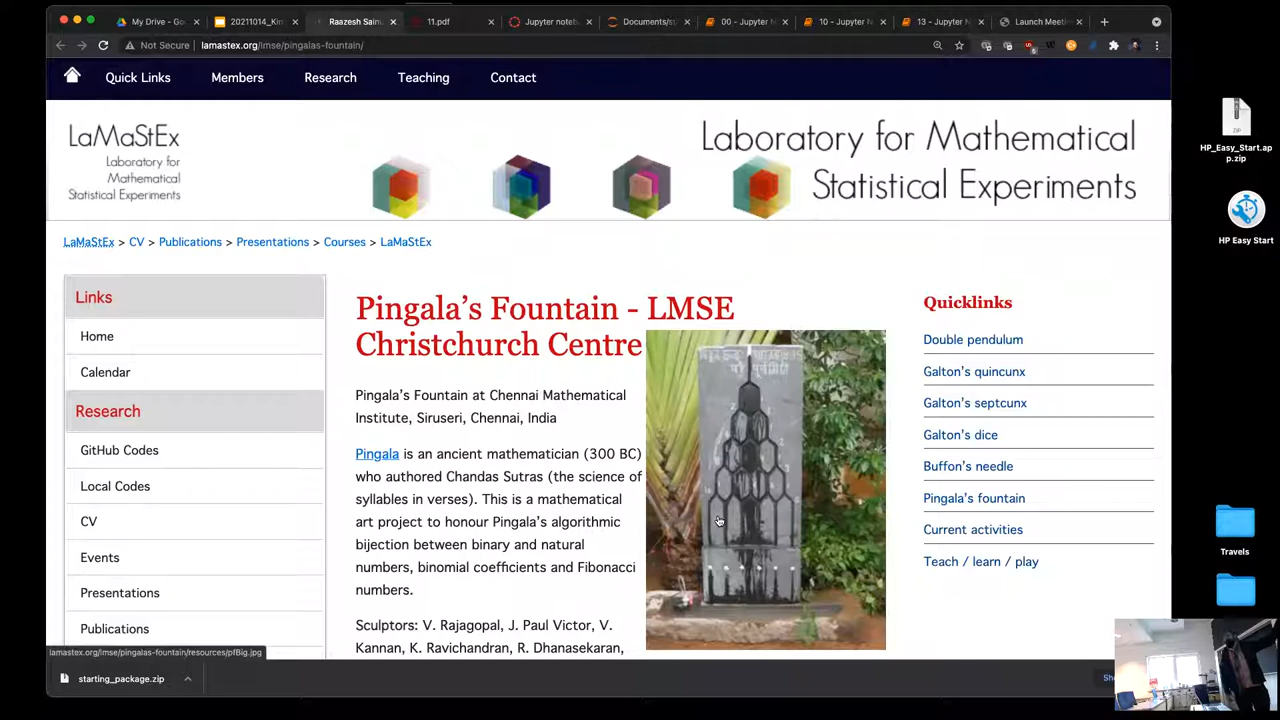 My Drive - Go
20211014_Kin
Raazesh Sainu
11.pdf
Jupyter noteb
Documents/st
00 - Jupyter N
10 - Jupyter N
13 - Jupyter N
Launch Meetin
Not Secure
lamastex.org/lmse/pingalas-fountain/
Quick Links
Members
Research
Teaching
Contact
LaMaStEx
Laboratory for
Mathematical
Statistical Experiments
Laboratory for Mathematical
Statistical Experiments
LaMaStEx > CV > Publications > Presentations > Courses > LaMaStEx
Links
Home
Calendar
Research
GitHub Codes
Local Codes
CV
Events
Presentations
Publications
Pingala's Fountain - LMSE
Christchurch Centre
Pingala's Fountain at Chennai Mathematical
Institute, Siruseri, Chennai, India
Pingala is an ancient mathematician (300 BC)
who authored Chandas Sutras (the science of
syllables in verses). This is a mathematical
art project to honour Pingala's algorithmic
bijection between binary and natural
numbers, binomial coefficients and Fibonacci
numbers.
Sculptors: V. Rajagopal, J. Paul Victor, V.
Kannan, K. Ravichandran, R. Dhanasekaran,
Quicklinks
Double pendulum
Galton's quincunx
Galton's septcunx
Galton's dice
Buffon's needle
Pingala's fountain
Current activities
Teach / learn / play
lamastex.org/lmse/pingalas-fountain/resources/pfBig.jpg
starting_package.zip
Sh
ZIP
HP_Easy_Start.ap
p.zip
HP Easy Start
Travels